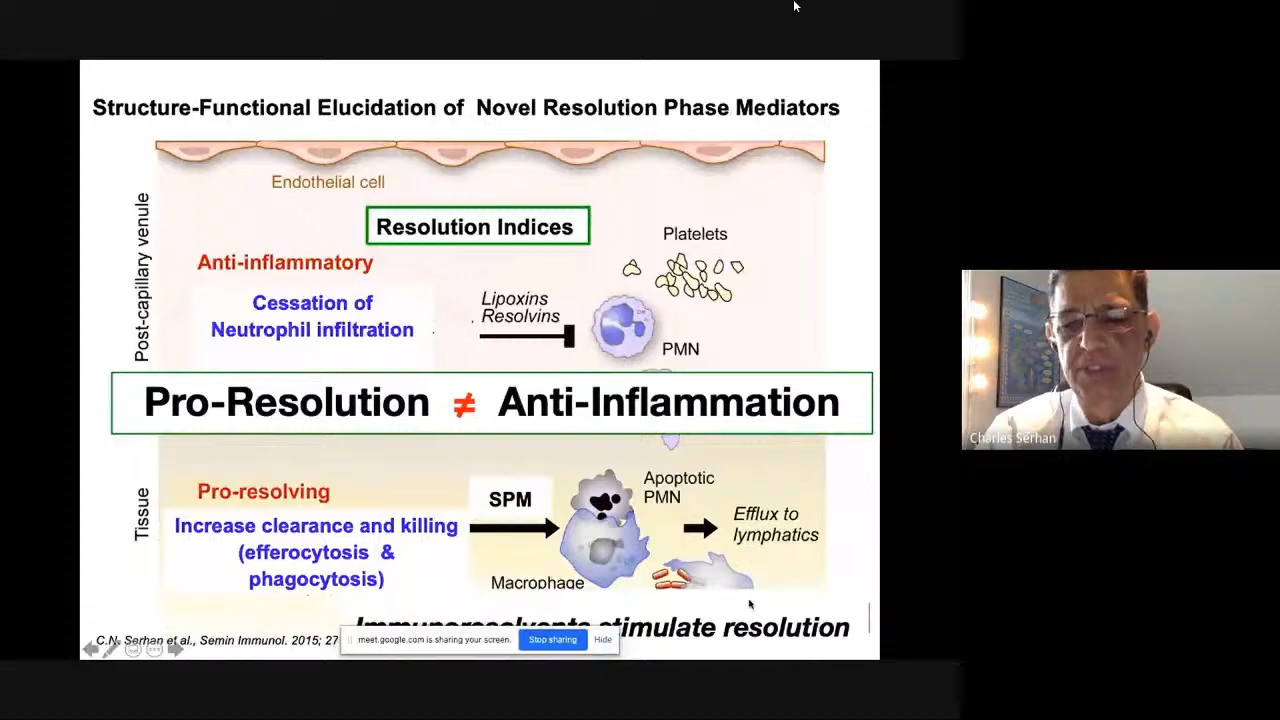 Structure-Functional Elucidation of Novel Resolution Phase Mediators
Endothelial cell
Post-capillary venule
Resolution Indices
Platelets
Anti-inflammatory
Cessation of
Neutrophil infiltration
Lipoxins
Resolvins
PMN
Pro-Resolution ≠ Anti-Inflammation
Tissue
Pro-resolving
SPM
Apoptotic
PMN
Increase clearance and killing
(efferocytosis &
phagocytosis)
Efflux to
lymphatics
Macrophage
stimulate resolution
C.N. Serhan et al., Semin Immunol. 2015; 27
meet.google.com is sharing your screen.
Stop sharing
Hide
Charles Serhan